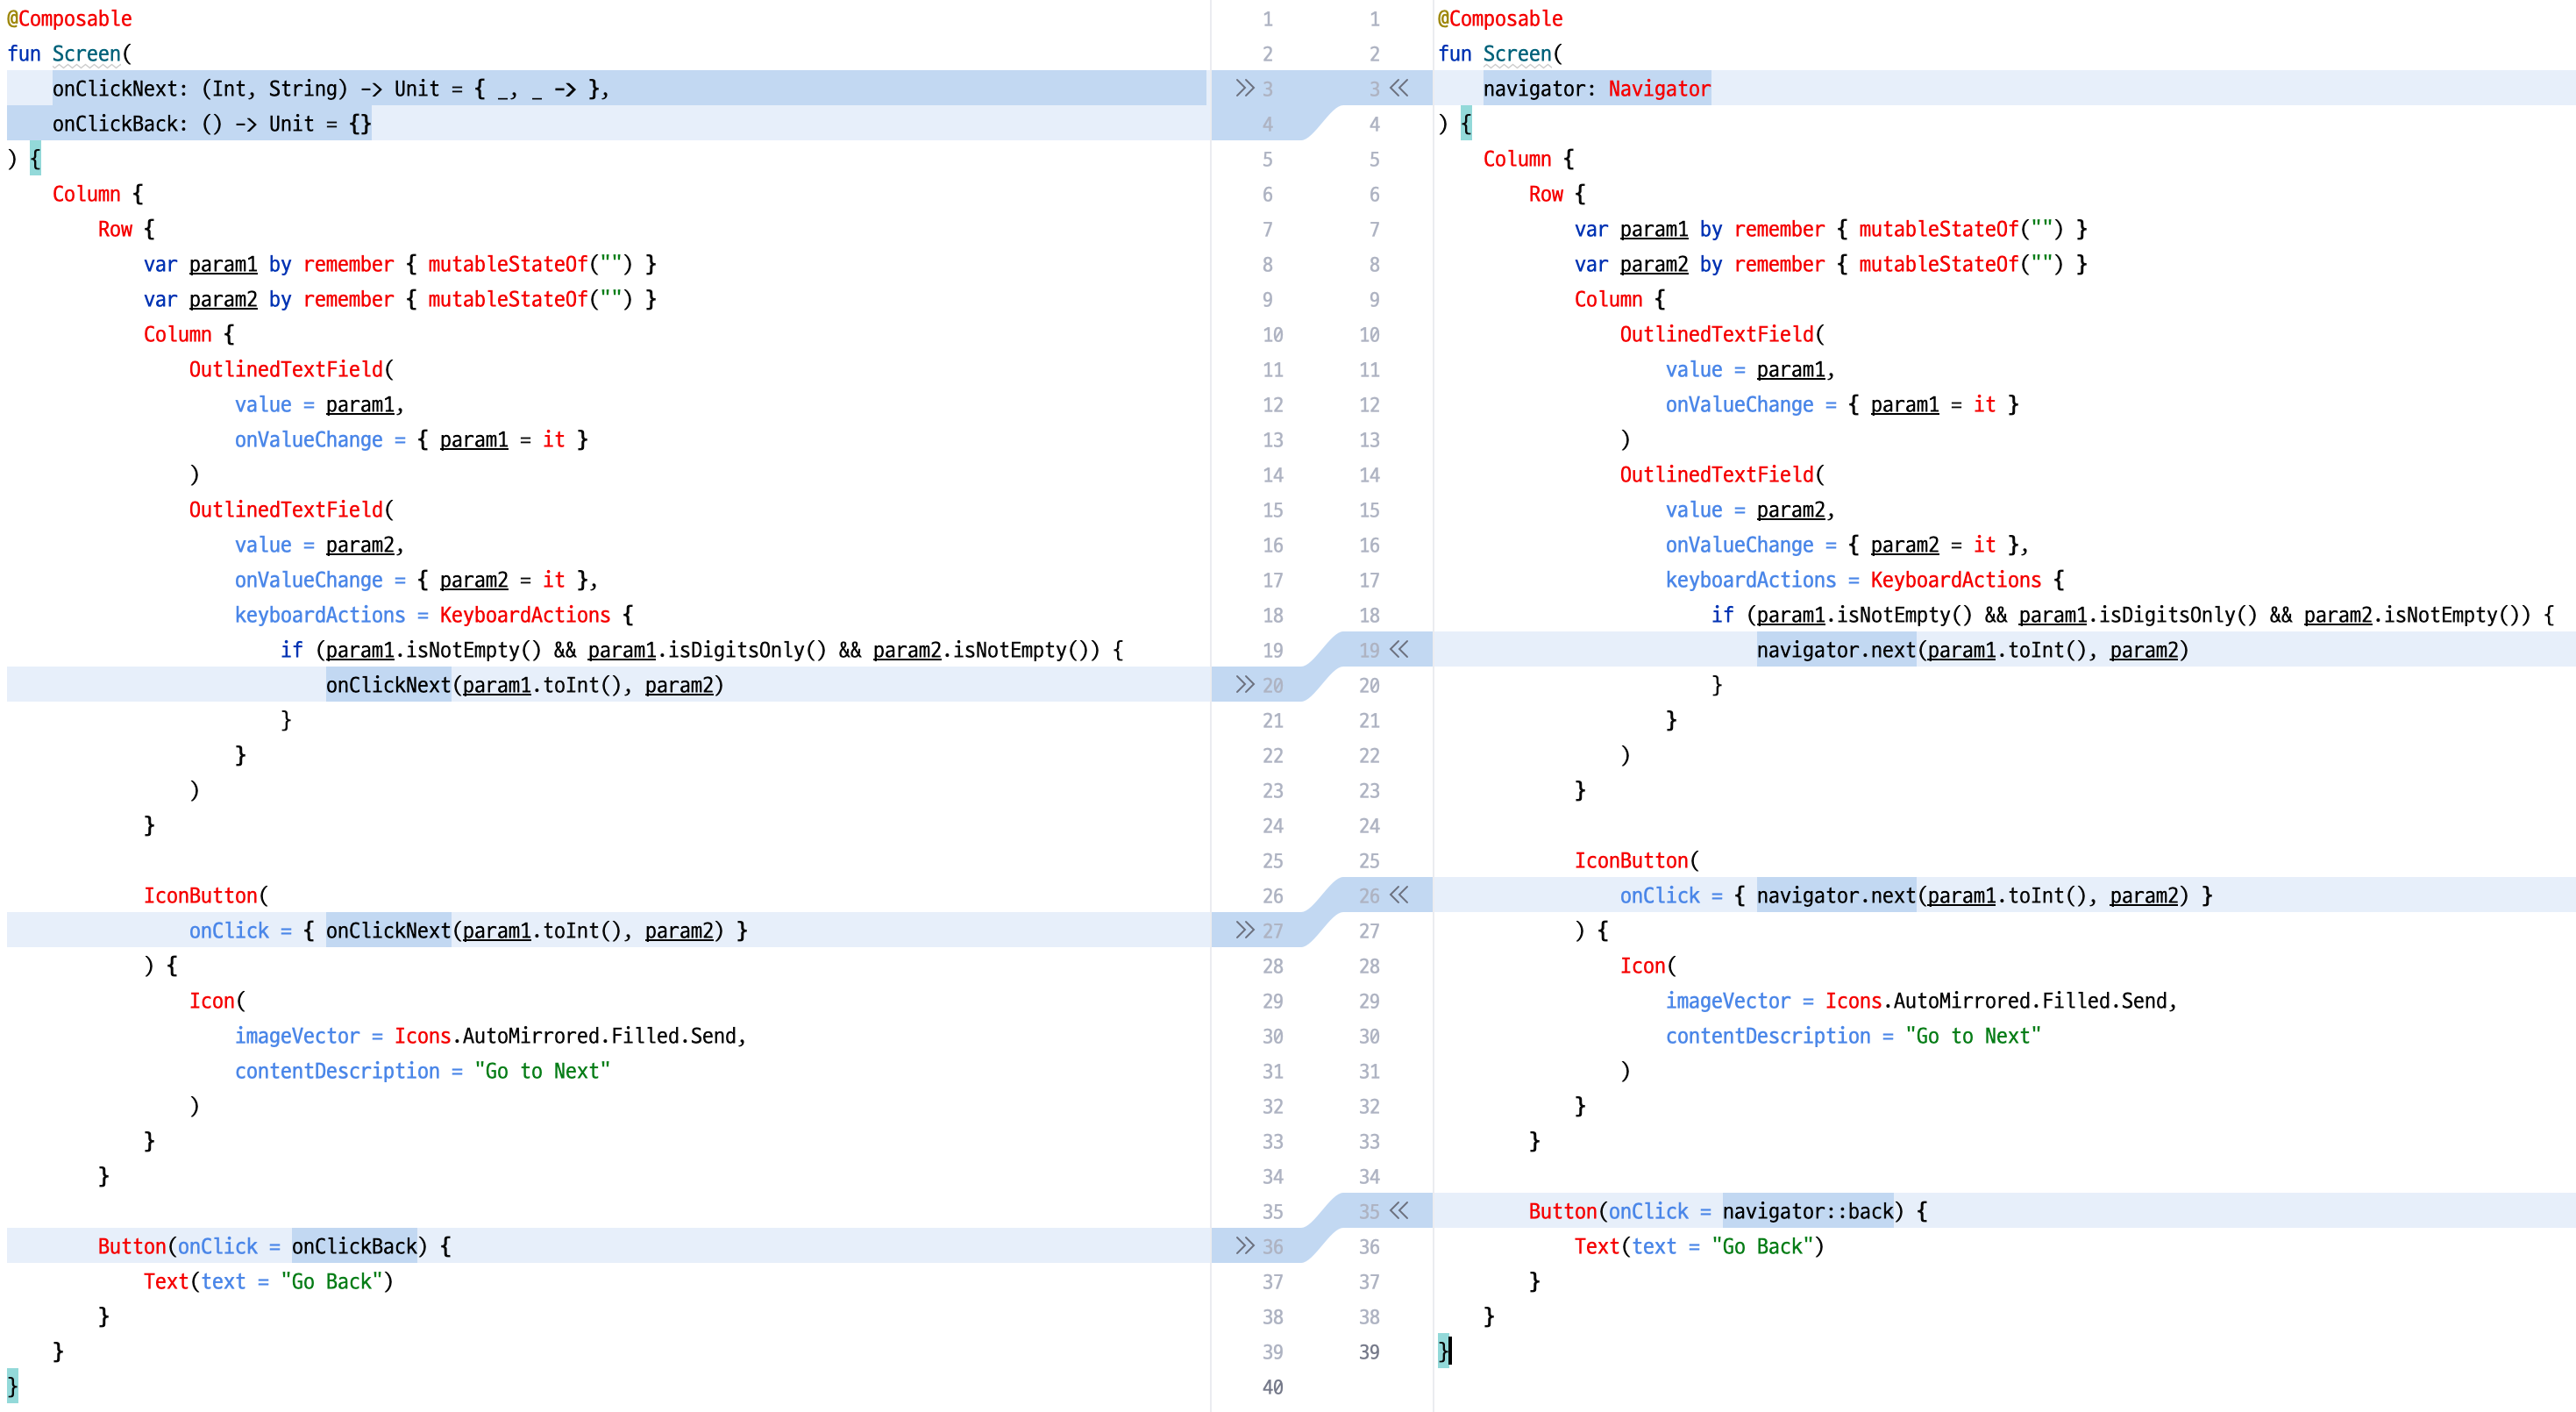 @Composable
fun Screen(
    onClickNext: (Int, String) -> Unit = { _, _ -> },
    onClickBack: () -> Unit = {}
) {
    Column {
        Row {
            var param1 by remember { mutableStateOf("") }
            var param2 by remember { mutableStateOf("") }
            Column {
                OutlinedTextField(
                    value = param1,
                    onValueChange = { param1 = it }
                )
                OutlinedTextField(
                    value = param2,
                    onValueChange = { param2 = it },
                    keyboardActions = KeyboardActions {
                        if (param1.isNotEmpty() && param1.isDigitsOnly() && param2.isNotEmpty()) {
                            onClickNext(param1.toInt(), param2)
                        }
                    }
                )
            }

            IconButton(
                onClick = { onClickNext(param1.toInt(), param2) }
            ) {
                Icon(
                    imageVector = Icons.AutoMirrored.Filled.Send,
                    contentDescription = "Go to Next"
                )
            }
        }

        Button(onClick = onClickBack) {
            Text(text = "Go Back")
        }
    }
}
1 1
2 2
>> 3 3 <<
4 4
5 5
6 6
7 7
8 8
9 9
10 10
11 11
12 12
13 13
14 14
15 15
16 16
17 17
18 18
19 19 <<
>> 20 20
21 21
22 22
23 23
24 24
25 25
26 26 <<
>> 27 27
28 28
29 29
30 30
31 31
32 32
33 33
34 34
35 35 <<
>> 36 36
37 37
38 38
39 39
40
@Composable
fun Screen(
    navigator: Navigator
) {
    Column {
        Row {
            var param1 by remember { mutableStateOf("") }
            var param2 by remember { mutableStateOf("") }
            Column {
                OutlinedTextField(
                    value = param1,
                    onValueChange = { param1 = it }
                )
                OutlinedTextField(
                    value = param2,
                    onValueChange = { param2 = it },
                    keyboardActions = KeyboardActions {
                        if (param1.isNotEmpty() && param1.isDigitsOnly() && param2.isNotEmpty()) {
                            navigator.next(param1.toInt(), param2)
                        }
                    }
                )
            }

            IconButton(
                onClick = { navigator.next(param1.toInt(), param2) }
            ) {
                Icon(
                    imageVector = Icons.AutoMirrored.Filled.Send,
                    contentDescription = "Go to Next"
                )
            }
        }

        Button(onClick = navigator::back) {
            Text(text = "Go Back")
        }
    }
}